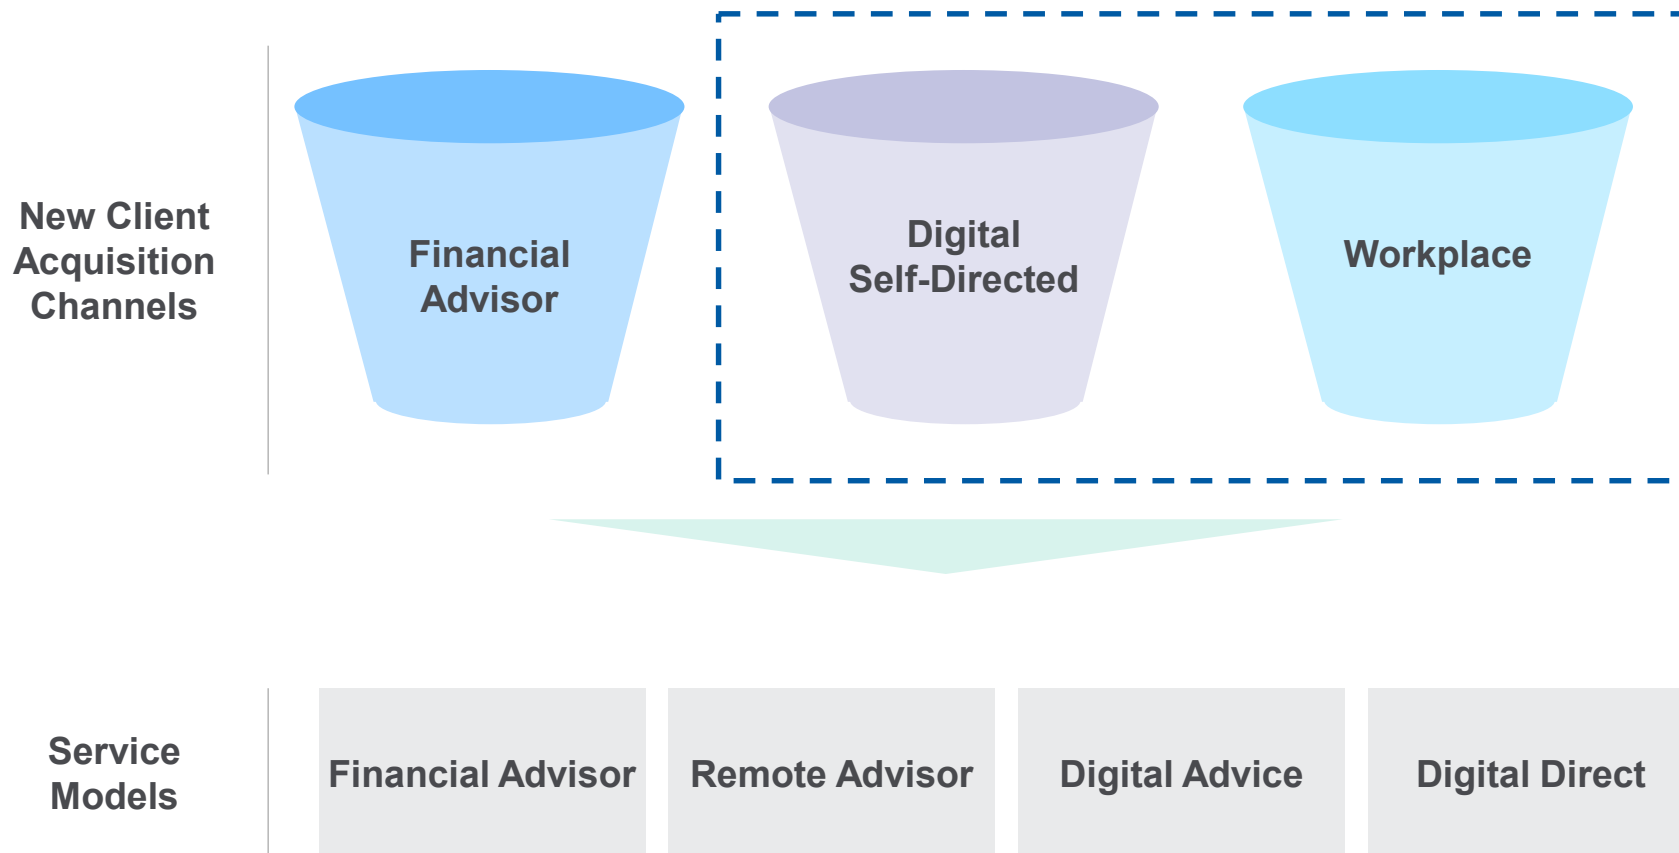 New Client
Acquisition
Channels
Financial
Advisor
Digital
Self-Directed
Workplace
Service
Models
Financial Advisor
Remote Advisor
Digital Advice
Digital Direct